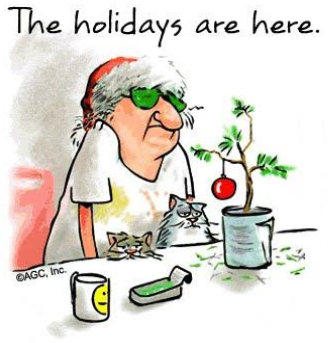 The holidays are here.
©AGC, Inc.